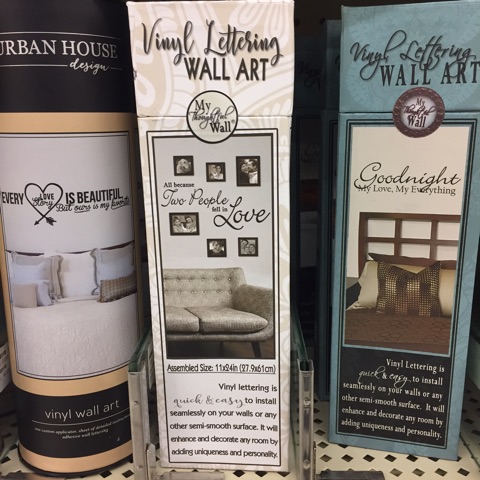 URBAN HOUSE
design
EVERY LOVE Story IS BEAUTIFUL..
But ours is my favorite
vinyl wall art
Vinyl Lettering
WALL ART
My
Thoughtful
Wall
All because
Two People
fell in
Love
Assembled Size: 11x24in (27.9x61cm)
Vinyl lettering is
quick & easy to install
seamlessly on your walls or any
other semi-smooth surface. It will
enhance and decorate any room by
adding uniqueness and personality.
Vinyl Lettering
WALL ART
My
Thoughtful
Wall
Goodnight
My Love, My Everything
Vinyl Lettering is
quick & easy to install
seamlessly on your walls or any
other semi-smooth surface. It will
enhance and decorate any room by
adding uniqueness and personality.